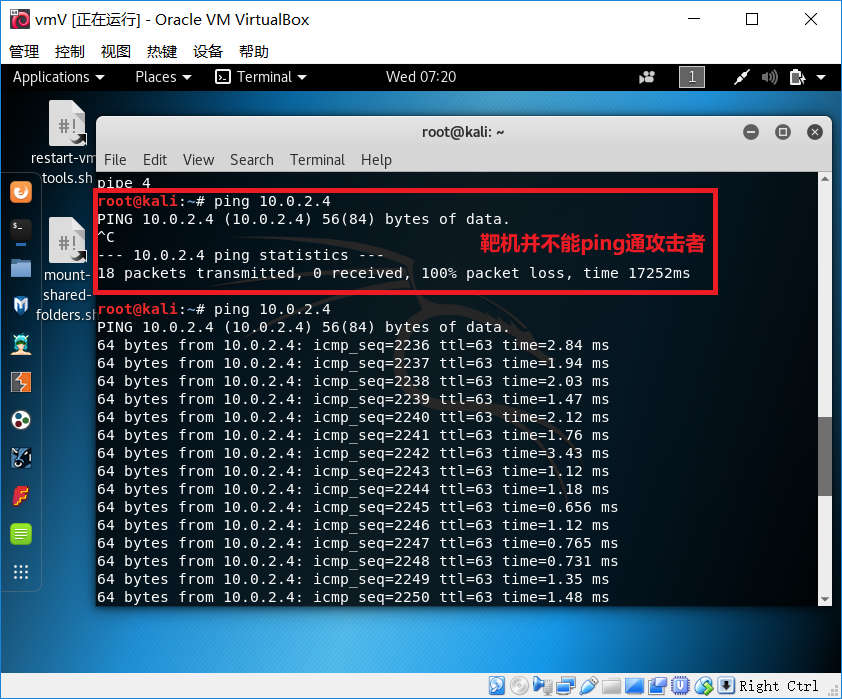 vmV [正在运行] - Oracle VM VirtualBox
管理 控制 视图 热键 设备 帮助
Applications Places Terminal Wed 07:20 1
restart-vm
tools.sh
mount-
shared-
folders.sh
root@kali: ~
File Edit View Search Terminal Help
pipe 4
root@kali:~# ping 10.0.2.4
PING 10.0.2.4 (10.0.2.4) 56(84) bytes of data.
^C
靶机并不能ping通攻击者
--- 10.0.2.4 ping statistics ---
18 packets transmitted, 0 received, 100% packet loss, time 17252ms
root@kali:~# ping 10.0.2.4
PING 10.0.2.4 (10.0.2.4) 56(84) bytes of data.
64 bytes from 10.0.2.4: icmp_seq=2236 ttl=63 time=2.84 ms
64 bytes from 10.0.2.4: icmp_seq=2237 ttl=63 time=1.94 ms
64 bytes from 10.0.2.4: icmp_seq=2238 ttl=63 time=2.03 ms
64 bytes from 10.0.2.4: icmp_seq=2239 ttl=63 time=1.47 ms
64 bytes from 10.0.2.4: icmp_seq=2240 ttl=63 time=2.12 ms
64 bytes from 10.0.2.4: icmp_seq=2241 ttl=63 time=1.76 ms
64 bytes from 10.0.2.4: icmp_seq=2242 ttl=63 time=3.43 ms
64 bytes from 10.0.2.4: icmp_seq=2243 ttl=63 time=1.12 ms
64 bytes from 10.0.2.4: icmp_seq=2244 ttl=63 time=1.18 ms
64 bytes from 10.0.2.4: icmp_seq=2245 ttl=63 time=0.656 ms
64 bytes from 10.0.2.4: icmp_seq=2246 ttl=63 time=1.12 ms
64 bytes from 10.0.2.4: icmp_seq=2247 ttl=63 time=0.765 ms
64 bytes from 10.0.2.4: icmp_seq=2248 ttl=63 time=0.731 ms
64 bytes from 10.0.2.4: icmp_seq=2249 ttl=63 time=1.35 ms
64 bytes from 10.0.2.4: icmp_seq=2250 ttl=63 time=1.48 ms
Right Ctrl